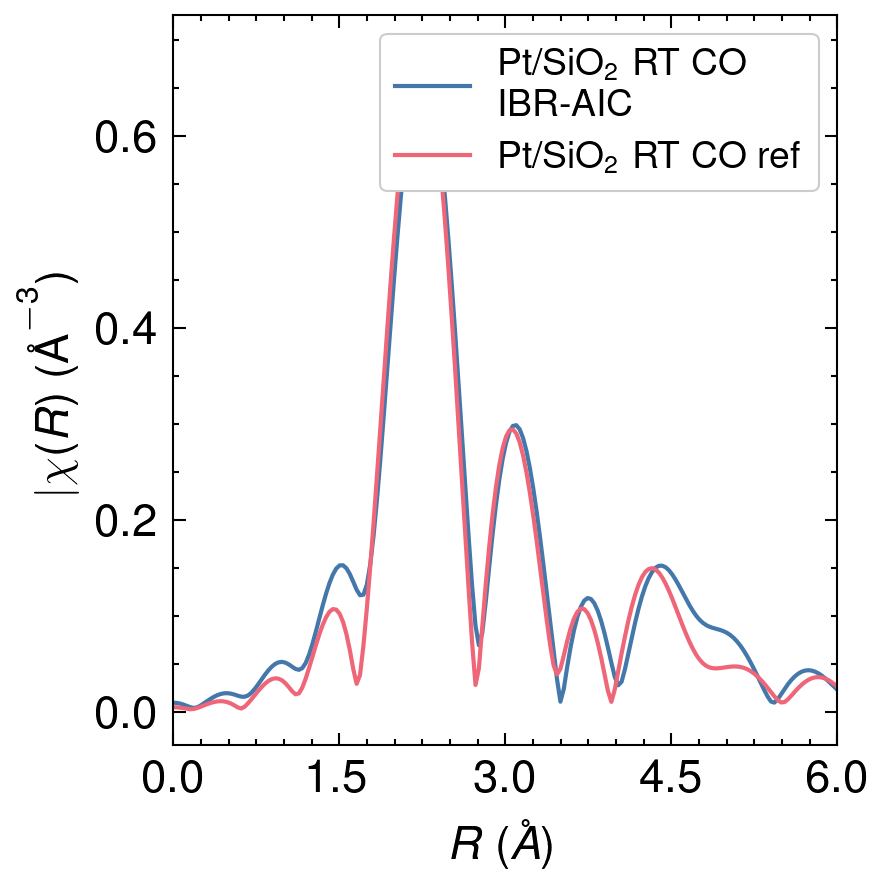 Pt/SiO₂ RT CO
IBR-AIC
Pt/SiO₂ RT CO ref
0.6
0.4
0.2
0.0
|χ(R) (Å⁻³)
0.0 1.5 3.0 4.5 6.0
R (Å)